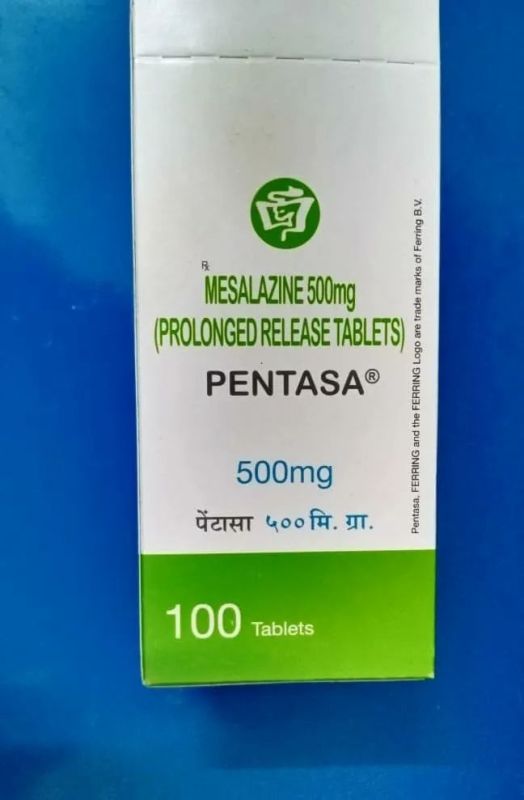 Rx
MESALAZINE 500mg
(PROLONGED RELEASE TABLETS)
PENTASA®
500mg
पेंटासा ५०० मि. ग्रा.
100 Tablets
Pentasa, FERRING and the FERRING Logo are trade marks of Ferring B.V.